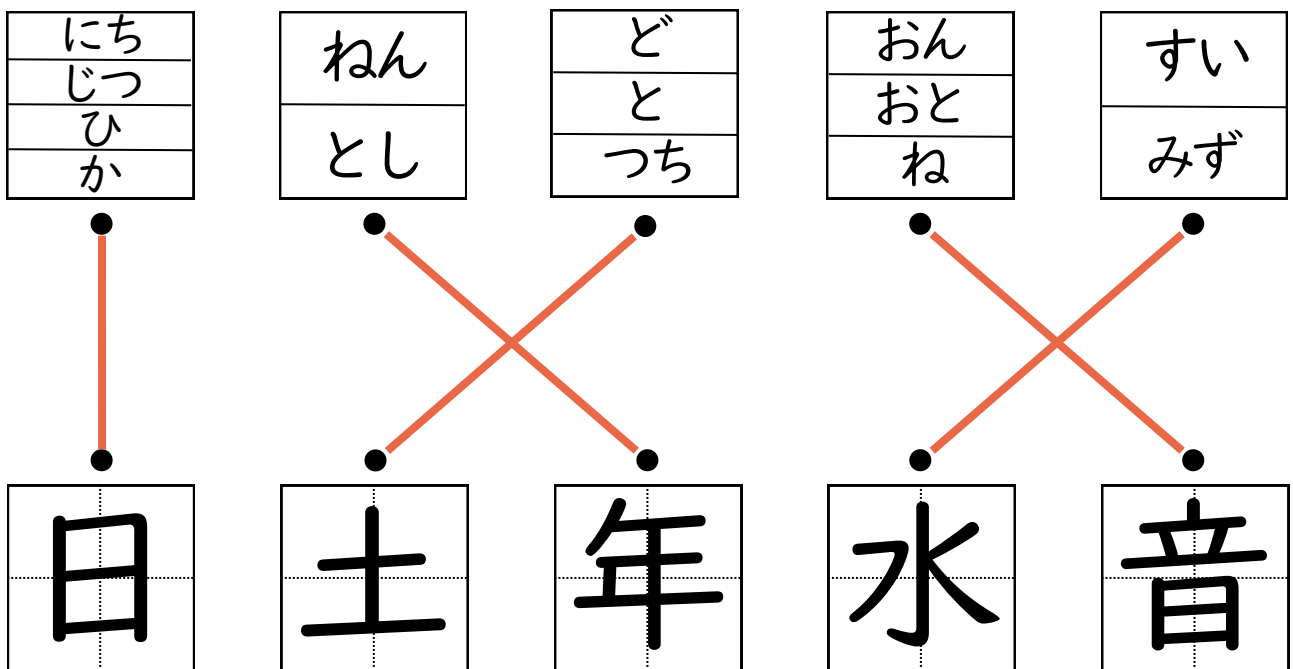 にち
じつ
ひ
か
ねん
とし
ど
と
つち
おん
おと
ね
すい
みず
日
土
年
水
音